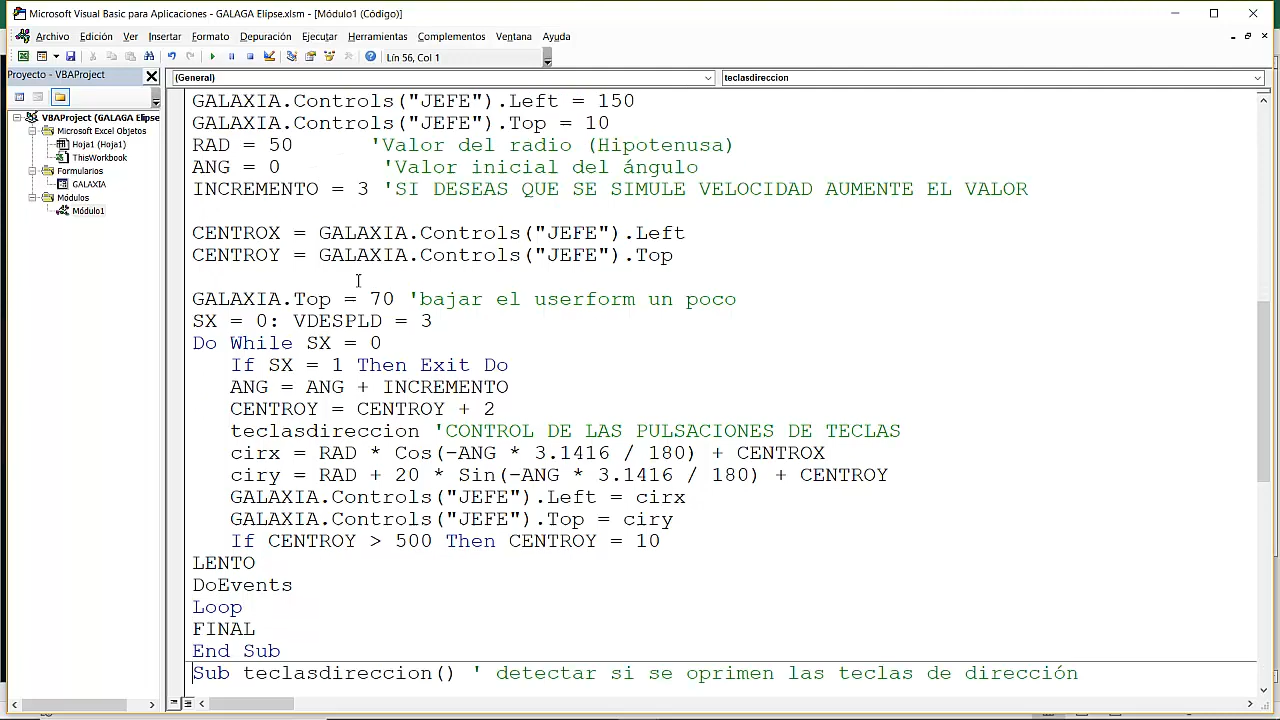 Microsoft Visual Basic para Aplicaciones - GALAGA Elipse.xlsm - [Módulo1 (Código)]
Archivo Edición Ver Insertar Formato Depuración Ejecutar Herramientas Complementos Ventana Ayuda
Lín 56, Col 1
Proyecto - VBAProject
(General)
teclasdireccion
VBAProject (GALAGA Elipse
Microsoft Excel Objetos
Hoja1 (Hoja1)
ThisWorkbook
Formularios
GALAXIA
Módulos
Módulo1
GALAXIA.Controls("JEFE").Left = 150
GALAXIA.Controls("JEFE").Top = 10
RAD = 50 'Valor del radio (Hipotenusa)
ANG = 0 'Valor inicial del ángulo
INCREMENTO = 3 'SI DESEAS QUE SE SIMULE VELOCIDAD AUMENTE EL VALOR
CENTROX = GALAXIA.Controls("JEFE").Left
CENTROY = GALAXIA.Controls("JEFE").Top
GALAXIA.Top = 70 'bajar el userform un poco
SX = 0: VDESPLD = 3
Do While SX = 0
If SX = 1 Then Exit Do
ANG = ANG + INCREMENTO
CENTROY = CENTROY + 2
teclasdireccion 'CONTROL DE LAS PULSACIONES DE TECLAS
cirx = RAD * Cos(-ANG * 3.1416 / 180) + CENTROX
ciry = RAD + 20 * Sin(-ANG * 3.1416 / 180) + CENTROY
GALAXIA.Controls("JEFE").Left = cirx
GALAXIA.Controls("JEFE").Top = ciry
If CENTROY > 500 Then CENTROY = 10
LENTO
DoEvents
Loop
FINAL
End Sub
Sub teclasdireccion() ' detectar si se oprimen las teclas de dirección